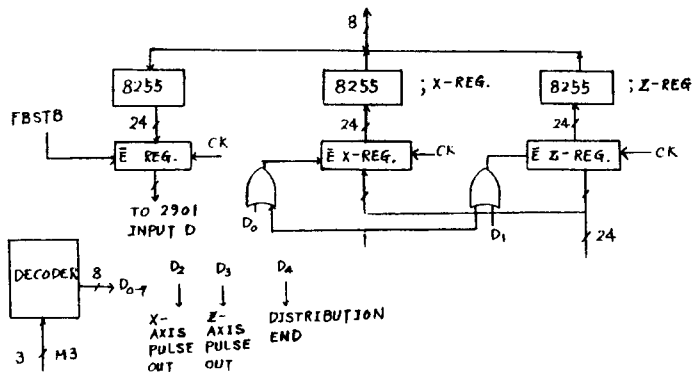 8
8255
8255
; X-REG.
8255
; Z-REG
FBSTB
24
24
24
Ē REG.
CK
Ē X-REG.
CK
Ē Z-REG.
CK
TO 2901
INPUT D
D₀
D₁
24
DECODER
8
D₀→
D₂
D₃
D₄
X-
AXIS
PULSE
OUT
Z-
AXIS
PULSE
OUT
DISTRIBUTION
END
3
M3